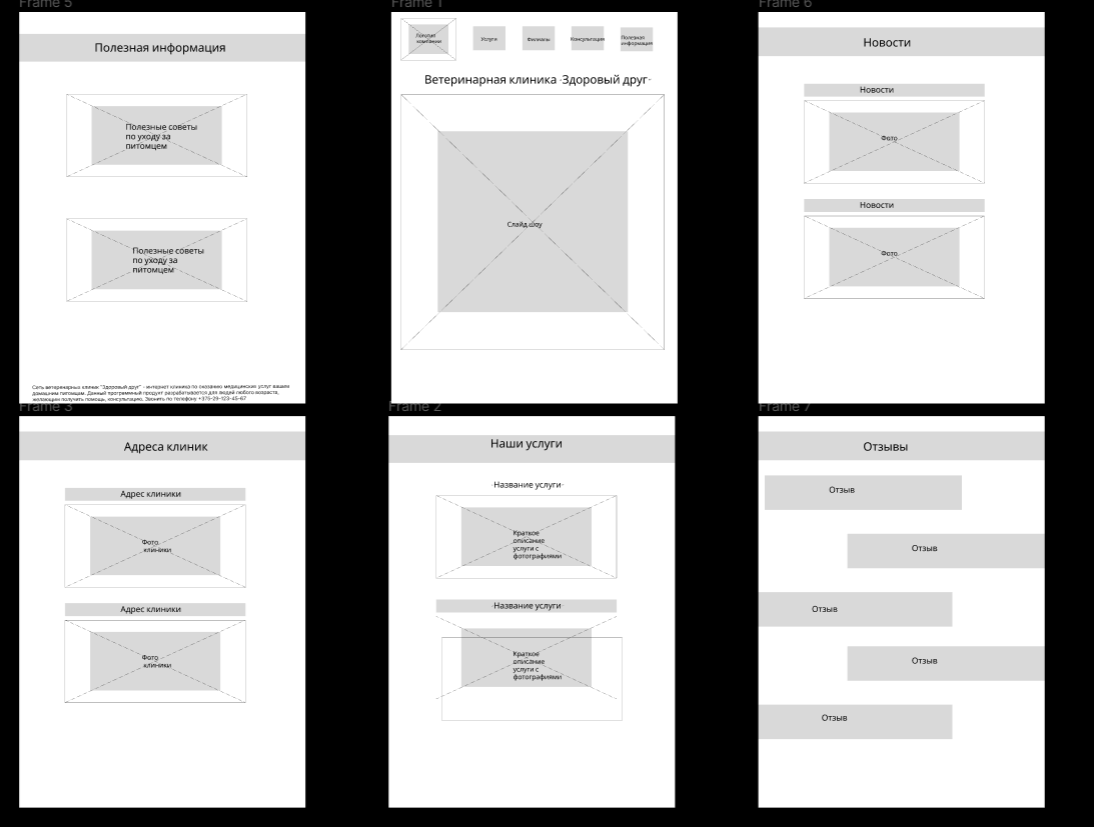 Frame 5
Полезная информация
Полезные советы
по уходу за
питомцем
Полезные советы
по уходу за
питомцем
Сеть ветеринарных клиник "Здоровый друг" - интернет клиника по оказанию медицинских услуг вашим
домашним питомцам. Данный программный продукт разрабатывается для людей любого возраста,
желающим получить помощь, консультацию. Звонить по телефону +375-29-123-45-67
Frame 1
Логотип
компании
Услуги
Филиалы
Консультация
Полезная
информация
Ветеринарная клиника ·Здоровый друг·
Слайд шоу
Frame 6
Новости
Новости
Фото
Новости
Фото
Frame 3
Адреса клиник
Адрес клиники
Фото
клиники
Адрес клиники
Фото
клиники
Frame 2
Наши услуги
·Название услуги·
Краткое
описание
услуги с
фотографиями
·Название услуги·
Краткое
описание
услуги с
фотографиями
Frame 7
Отзывы
Отзыв
Отзыв
Отзыв
Отзыв
Отзыв